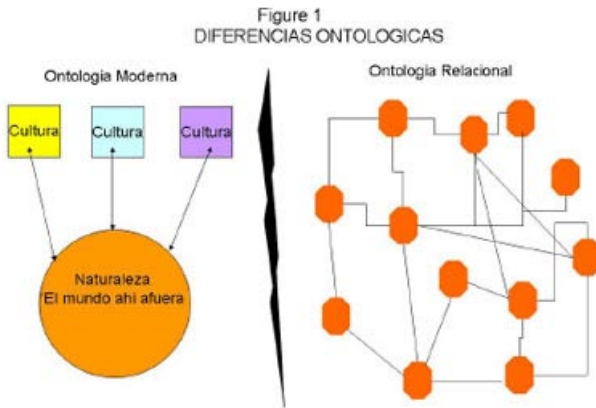 Figure 1
DIFERENCIAS ONTOLOGICAS
Ontologia Moderna
Ontologia Relacional
Cultura
Cultura
Cultura
Naturaleza
'El mundo ahi afuera